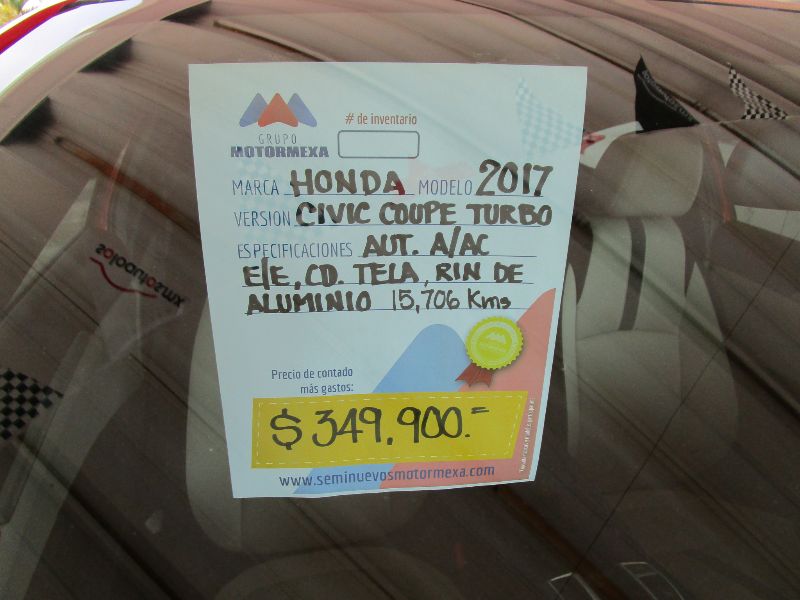 # de inventario
GRUPO
MOTORMEXA
MARCA HONDA MODELO 2017
VERSION CIVIC COUPE TURBO
ESPECIFICACIONES AUT. A/AC
E/E, CD. TELA, RIN DE
ALUMINIO 15,706 Kms
Precio de contado
más gastos:
$349,900.=
www.seminuevosmotormexa.com
soloautosmx